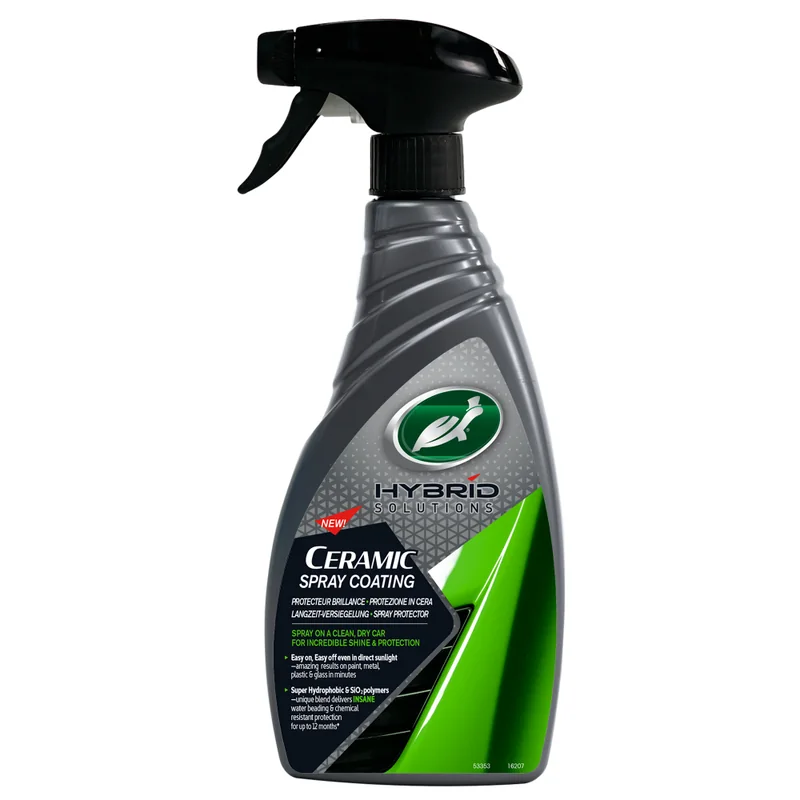 HYBRID
SOLUTIONS
NEW!
CERAMIC
SPRAY COATING
PROTECTEUR BRILLANCE • PROTEZIONE IN CERA
LANGZEIT-VERSIEGELUNG • SPRAY PROTECTOR
SPRAY ON A CLEAN, DRY CAR
FOR INCREDIBLE SHINE & PROTECTION
Easy on, Easy off even in direct sunlight
—amazing results on paint, metal,
plastic & glass in minutes
Super Hydrophobic & SiO₂ polymers
—unique blend delivers INSANE
water beading & chemical
resistant protection
for up to 12 months*
53353 16207